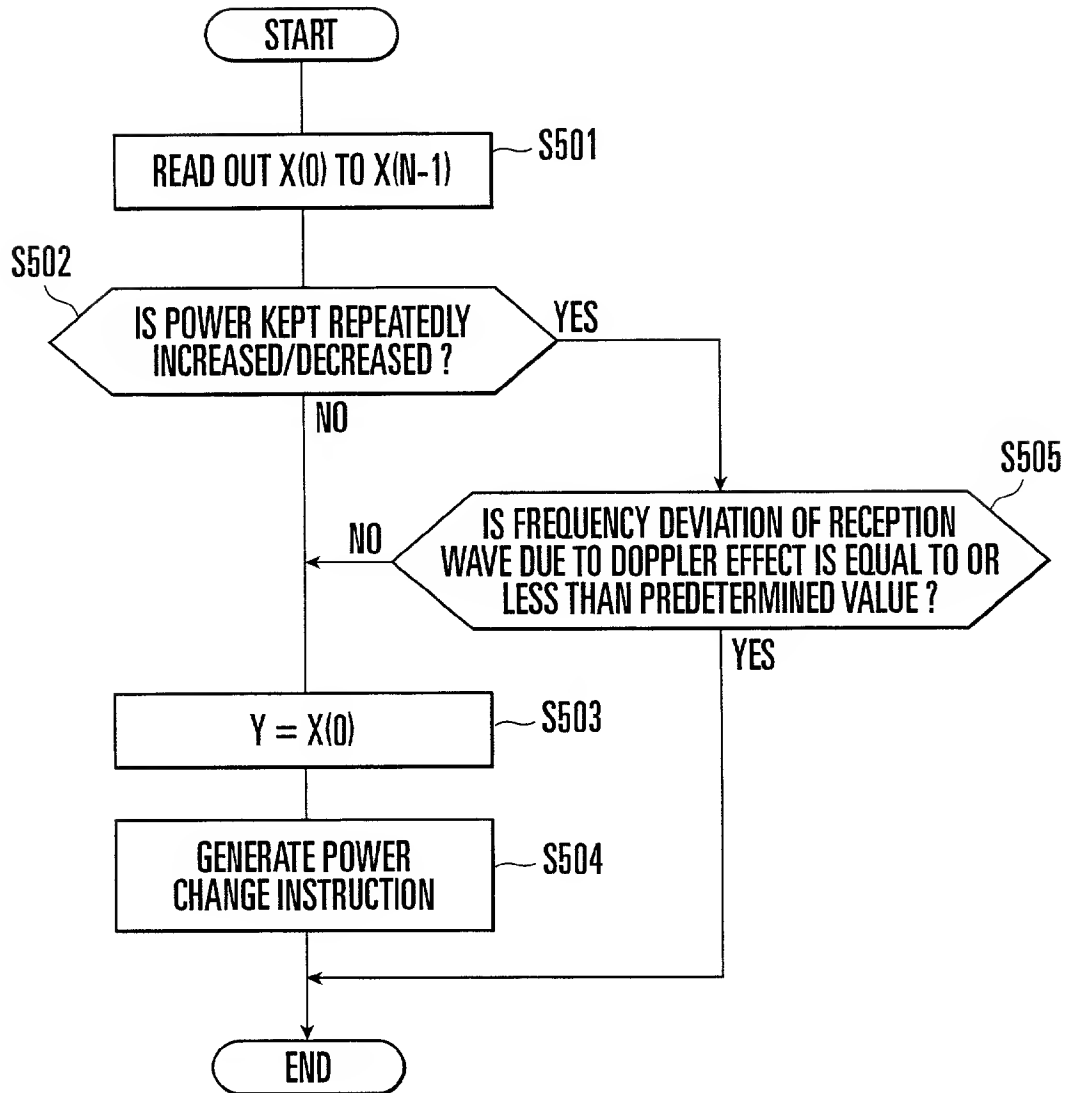 START
READ OUT X(0) TO X(N-1)
S501
S502
IS POWER KEPT REPEATEDLY
INCREASED/DECREASED ?
YES
NO
S505
IS FREQUENCY DEVIATION OF RECEPTION
WAVE DUE TO DOPPLER EFFECT IS EQUAL TO OR
LESS THAN PREDETERMINED VALUE ?
NO
YES
Y = X(0)
S503
GENERATE POWER
CHANGE INSTRUCTION
S504
END